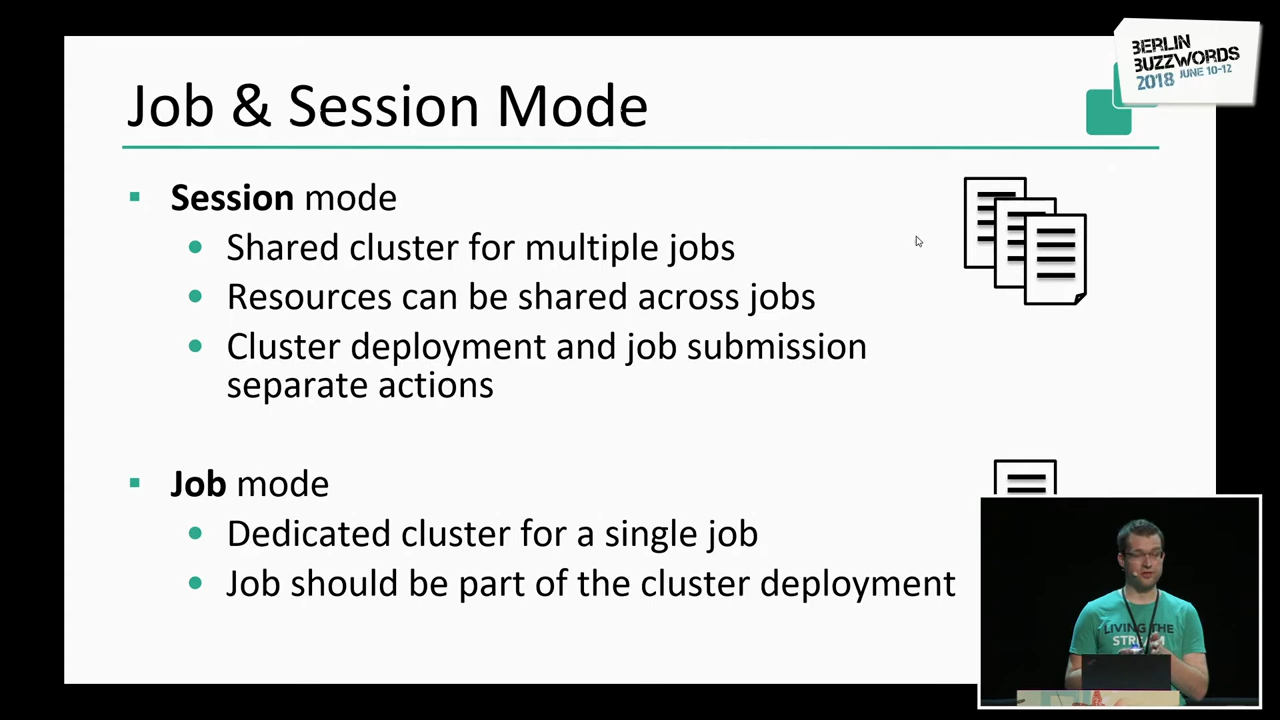 BERLIN
BUZZWORDS
2018 JUNE 10-12
Job & Session Mode
Session mode
Shared cluster for multiple jobs
Resources can be shared across jobs
Cluster deployment and job submission
separate actions
Job mode
Dedicated cluster for a single job
Job should be part of the cluster deployment
LIVING THE
STREAM